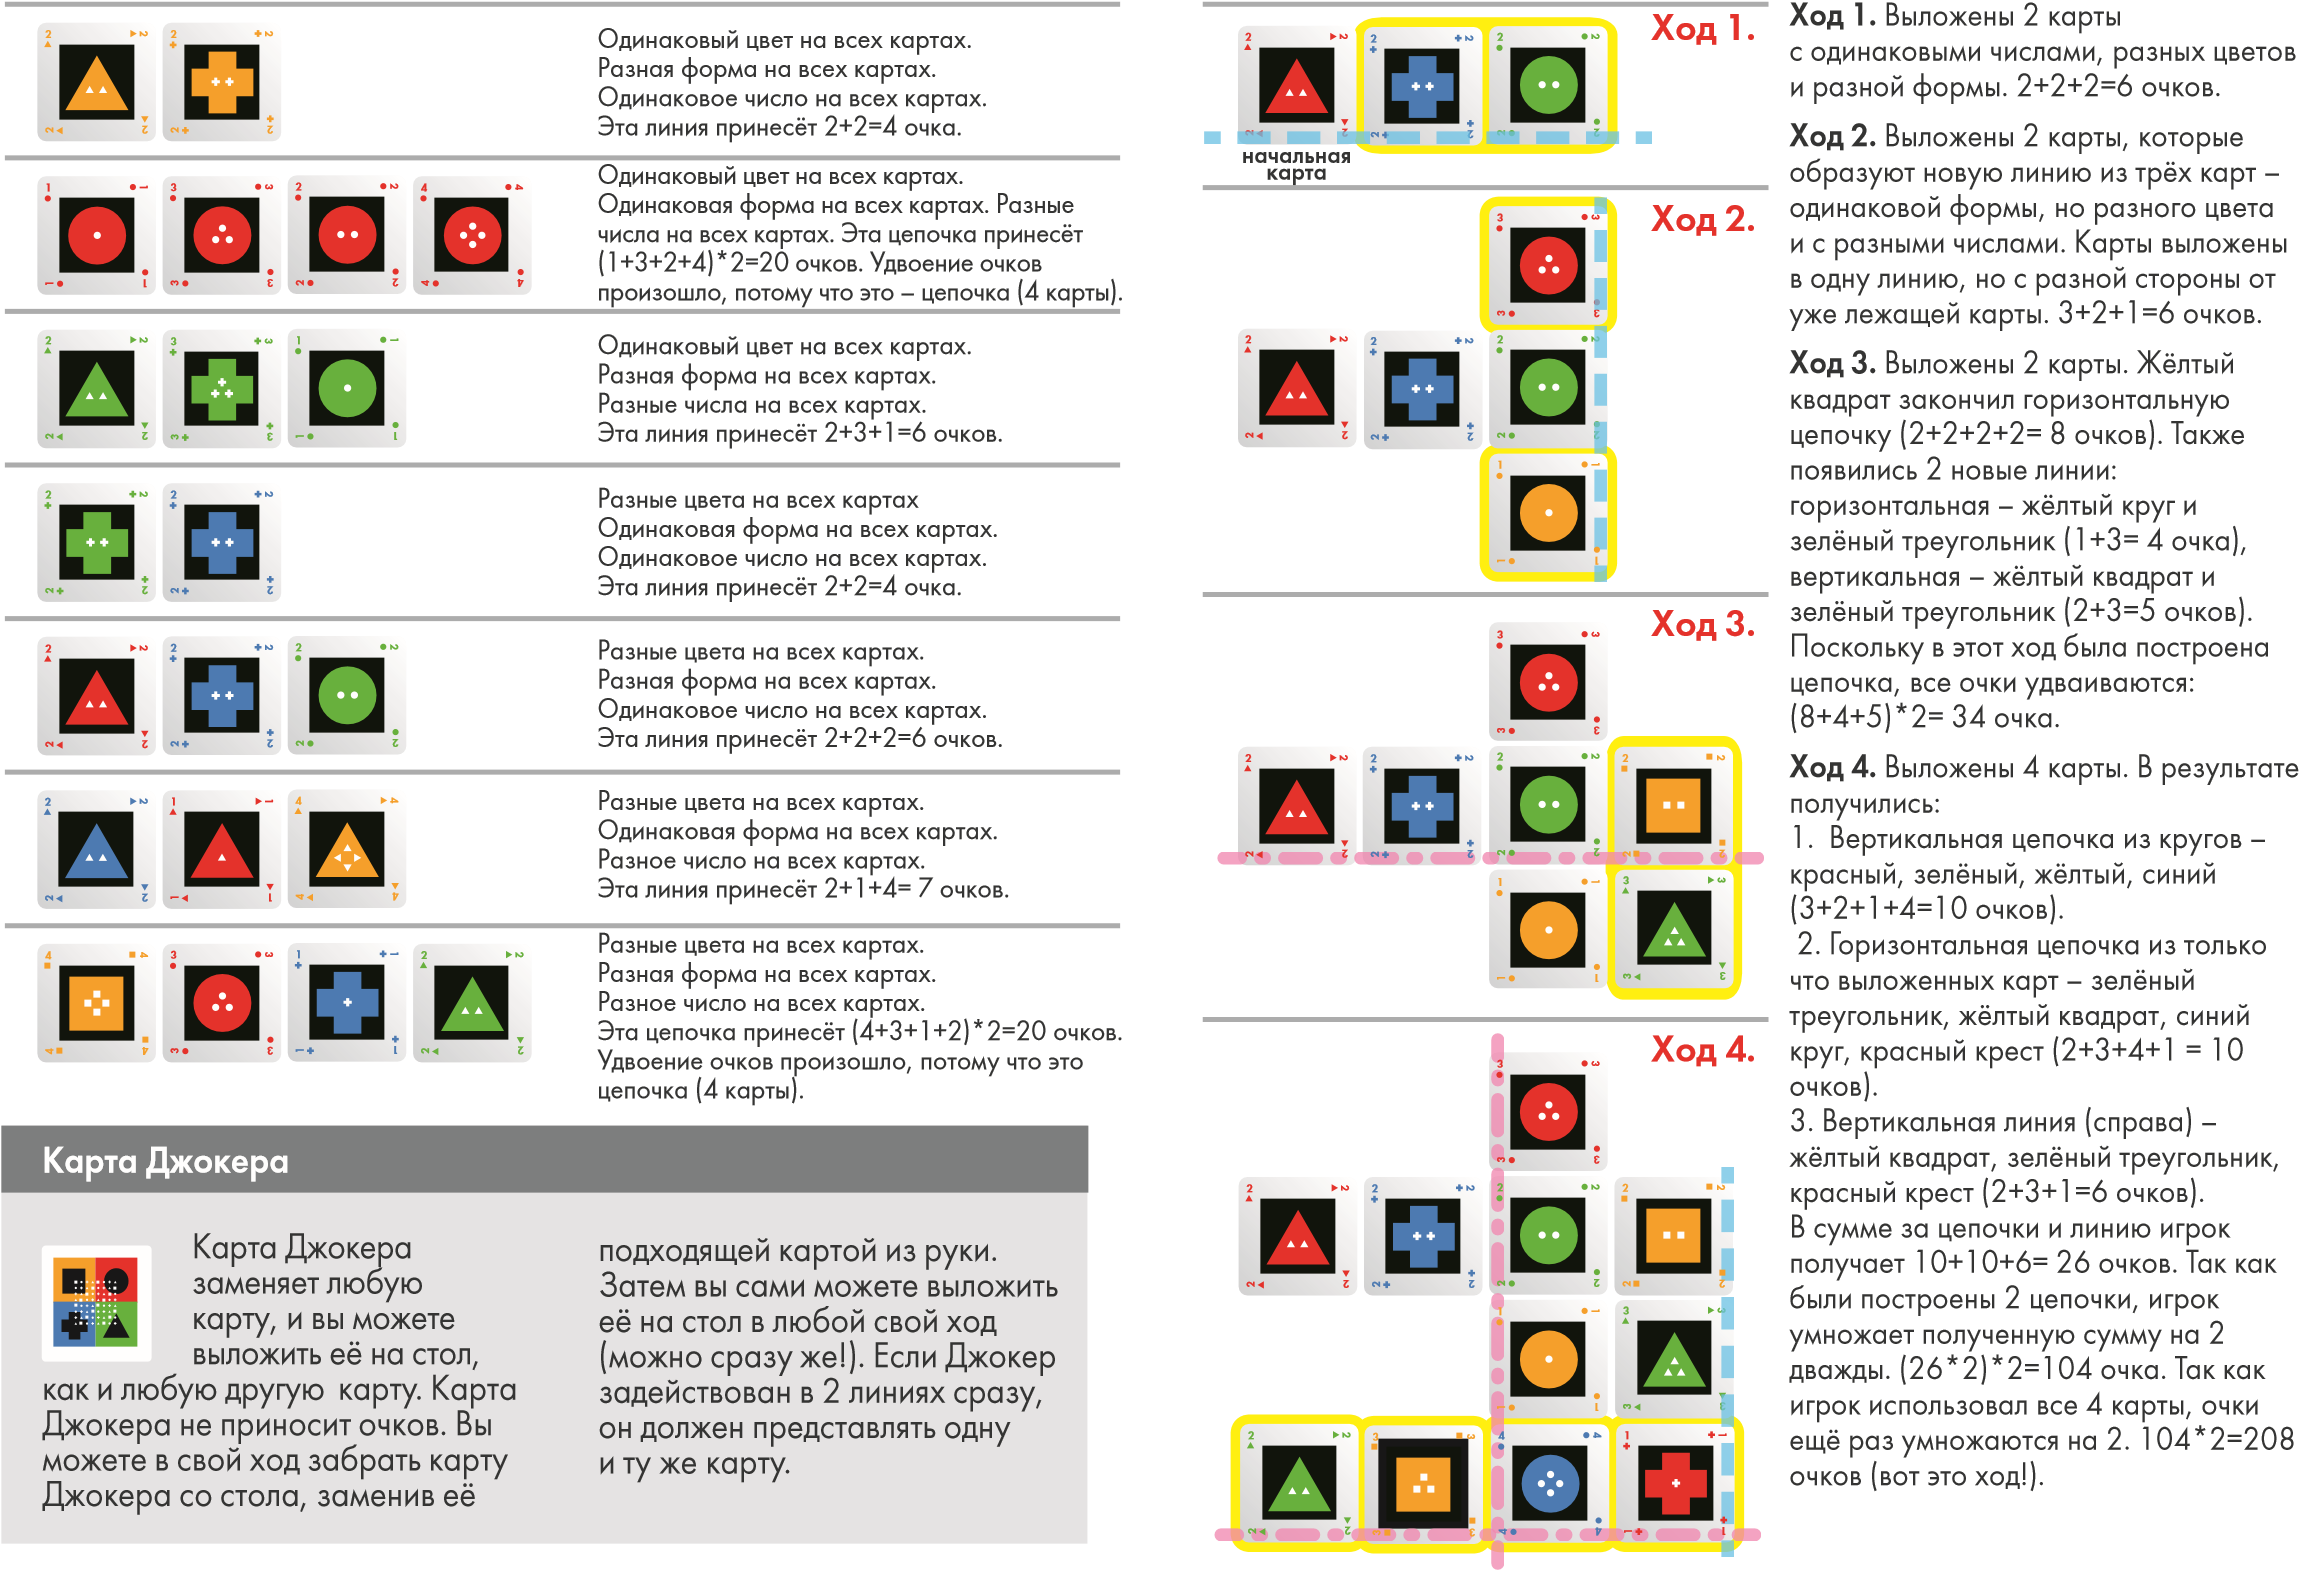 Одинаковый цвет на всех картах.
Разная форма на всех картах.
Одинаковое число на всех картах.
Эта линия принесёт 2+2=4 очка.
Одинаковый цвет на всех картах.
Одинаковая форма на всех картах. Разные
числа на всех картах. Эта цепочка принесёт
(1+3+2+4)*2=20 очков. Удвоение очков
произошло, потому что это – цепочка (4 карты).
Одинаковый цвет на всех картах.
Разная форма на всех картах.
Разные числа на всех картах.
Эта линия принесёт 2+3+1=6 очков.
Разные цвета на всех картах
Одинаковая форма на всех картах.
Одинаковое число на всех картах.
Эта линия принесёт 2+2=4 очка.
Разные цвета на всех картах.
Разная форма на всех картах.
Одинаковое число на всех картах.
Эта линия принесёт 2+2+2=6 очков.
Разные цвета на всех картах.
Одинаковая форма на всех картах.
Разное число на всех картах.
Эта линия принесёт 2+1+4= 7 очков.
Разные цвета на всех картах.
Разная форма на всех картах.
Разное число на всех картах.
Эта цепочка принесёт (4+3+1+2)*2=20 очков.
Удвоение очков произошло, потому что это
цепочка (4 карты).
Карта Джокера
Карта Джокера
заменяет любую
карту, и вы можете
выложить её на стол,
как и любую другую карту. Карта
Джокера не приносит очков. Вы
можете в свой ход забрать карту
Джокера со стола, заменив её
подходящей картой из руки.
Затем вы сами можете выложить
её на стол в любой свой ход
(можно сразу же!). Если Джокер
задействован в 2 линиях сразу,
он должен представлять одну
и ту же карту.
Ход 1.
начальная
карта
Ход 2.
Ход 3.
Ход 4.
Ход 1. Выложены 2 карты
с одинаковыми числами, разных цветов
и разной формы. 2+2+2=6 очков.
Ход 2. Выложены 2 карты, которые
образуют новую линию из трёх карт –
одинаковой формы, но разного цвета
и с разными числами. Карты выложены
в одну линию, но с разной стороны от
уже лежащей карты. 3+2+1=6 очков.
Ход 3. Выложены 2 карты. Жёлтый
квадрат закончил горизонтальную
цепочку (2+2+2+2= 8 очков). Также
появились 2 новые линии:
горизонтальная – жёлтый круг и
зелёный треугольник (1+3= 4 очка),
вертикальная – жёлтый квадрат и
зелёный треугольник (2+3=5 очков).
Поскольку в этот ход была построена
цепочка, все очки удваиваются:
(8+4+5)*2= 34 очка.
Ход 4. Выложены 4 карты. В результате
получились:
1. Вертикальная цепочка из кругов –
красный, зелёный, жёлтый, синий
(3+2+1+4=10 очков).
2. Горизонтальная цепочка из только
что выложенных карт – зелёный
треугольник, жёлтый квадрат, синий
круг, красный крест (2+3+4+1 = 10
очков).
3. Вертикальная линия (справа) –
жёлтый квадрат, зелёный треугольник,
красный крест (2+3+1=6 очков).
В сумме за цепочки и линию игрок
получает 10+10+6= 26 очков. Так как
были построены 2 цепочки, игрок
умножает полученную сумму на 2
дважды. (26*2)*2=104 очка. Так как
игрок использовал все 4 карты, очки
ещё раз умножаются на 2. 104*2=208
очков (вот это ход!).